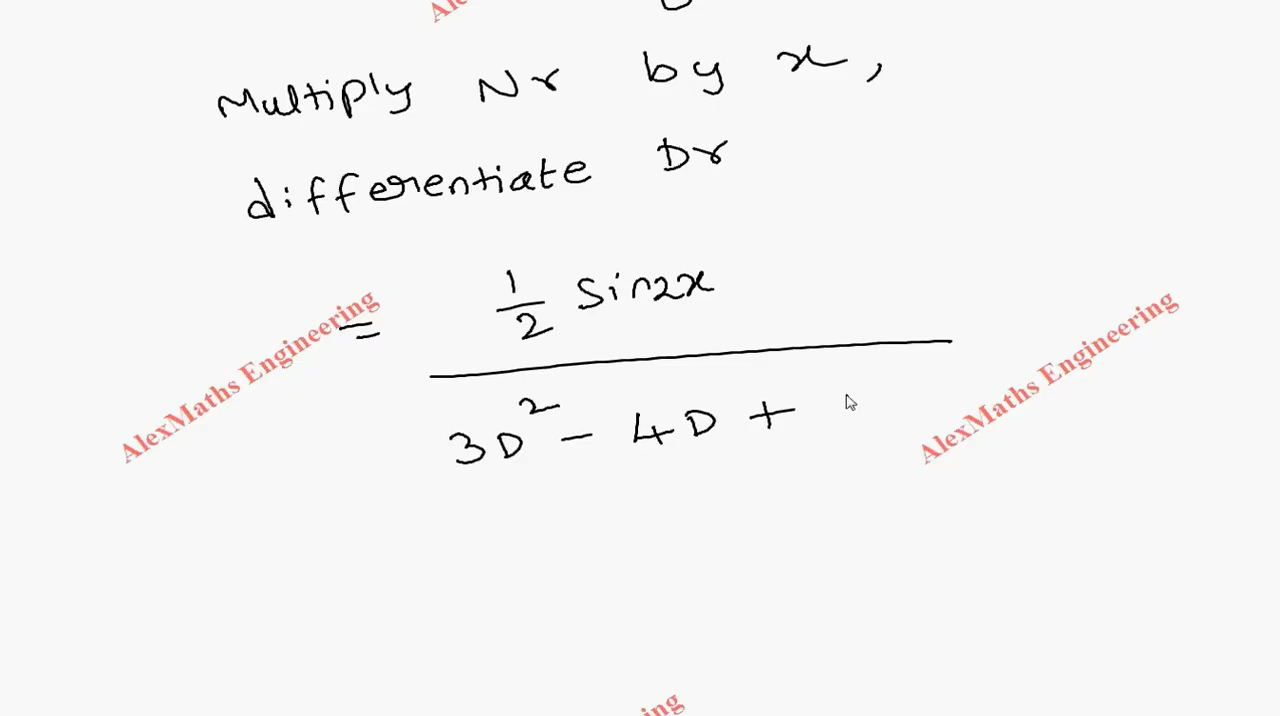 Multiply Nr by x,
differentiate Dr
= 1/2 Sin2x
3D² - 4D +
AlexMaths Engineering
AlexMaths Engineering